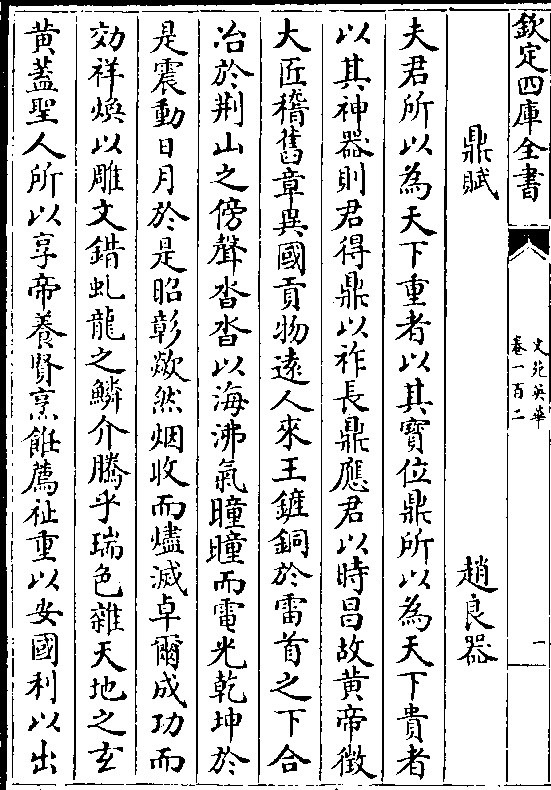 欽定四庫全書
文苑英華
卷一百二
一
鼎賦
趙良器
夫君所以為天下重者以其寶位鼎所以為天下貴者
以其神器則君得鼎以祚長鼎應君以時昌故黄帝徵
大匠稽舊章異國貢物逺人來王鏟銅於雷首之下合
冶於荆山之傍聲沓沓以海沸氣曈曈而電光乾坤於
是震動日月於是昭彰歘然烟收而燼滅卓爾成功而
効祥煥以雕文錯虬龍之鱗介騰乎瑞色雜天地之玄
黄葢聖人所以享帝養賢烹飪薦祉重以安國利以出